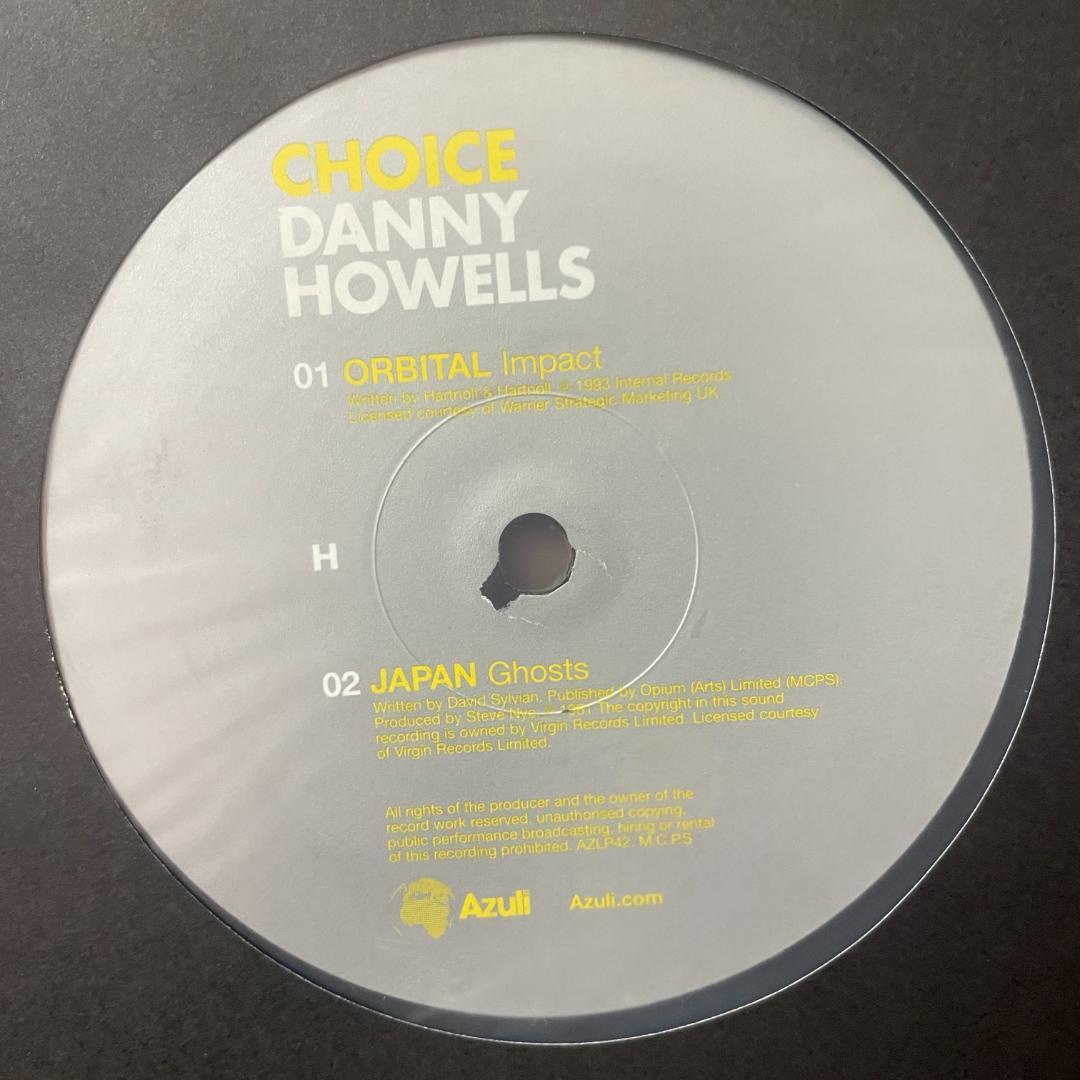 CHOICE
DANNY
HOWELLS
01 ORBITAL Impact
Written by Hartnoll & Hartnoll. ℗ 1993 Internal Records.
Licensed courtesy of Warner Strategic Marketing UK
H
02 JAPAN Ghosts
Written by David Sylvian. Published by Opium (Arts) Limited (MCPS).
Produced by Steve Nye. ℗ 1981 The copyright in this sound
recording is owned by Virgin Records Limited. Licensed courtesy
of Virgin Records Limited.
All rights of the producer and the owner of the
record work reserved, unauthorised copying,
public performance broadcasting, hiring or rental
of this recording prohibited. AZLP42. M.C.P.S
Azuli Azuli.com